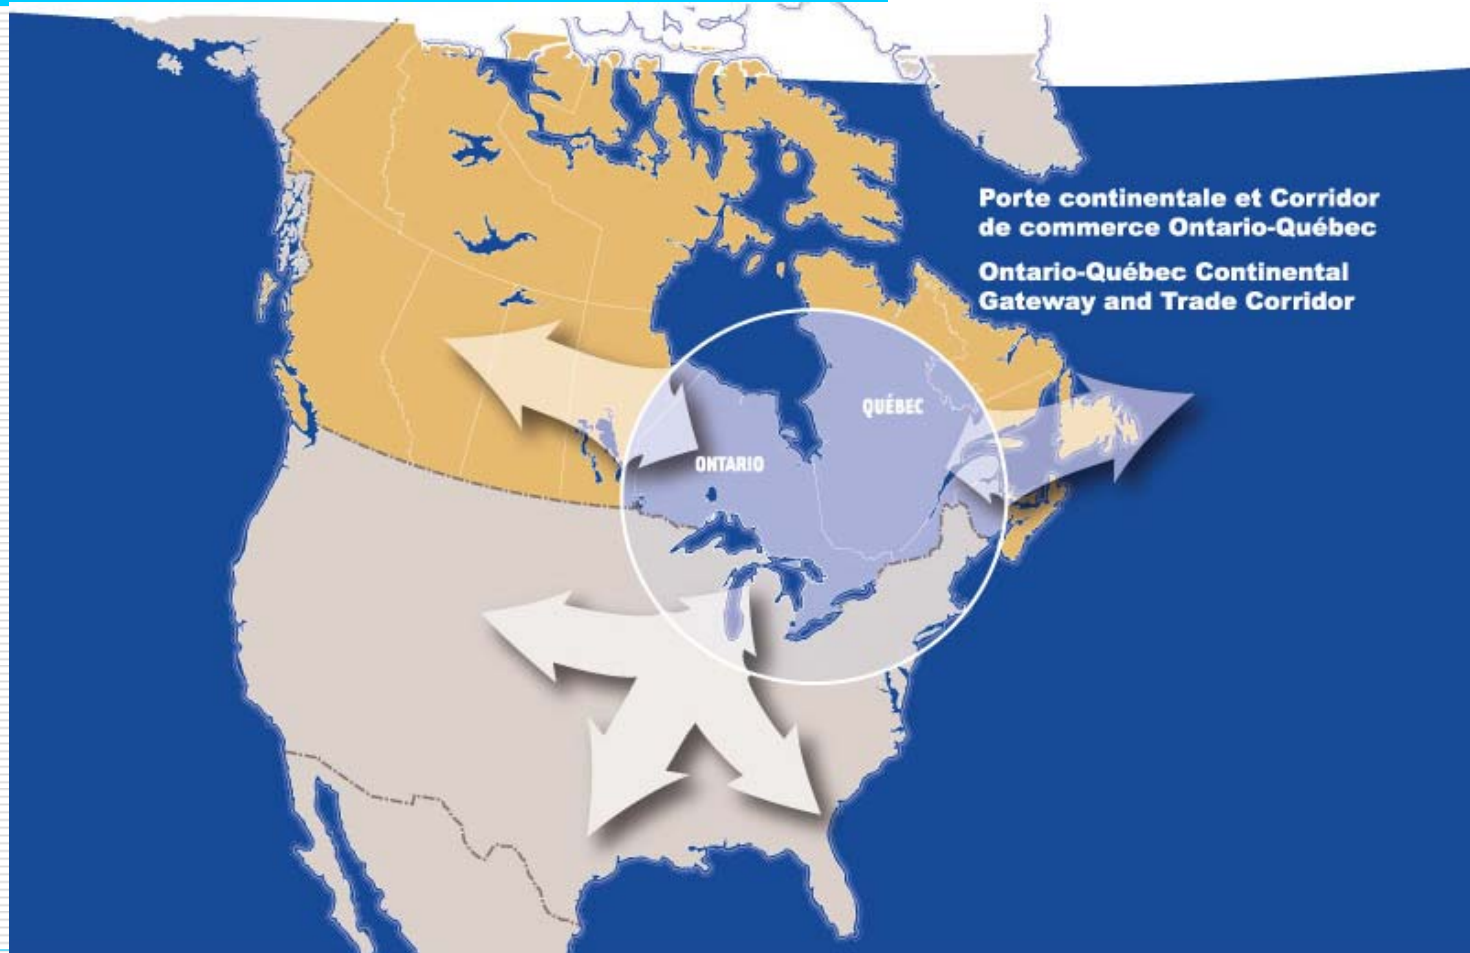 Porte continentale et Corridor
de commerce Ontario-Québec
Ontario-Québec Continental
Gateway and Trade Corridor
QUÉBEC
ONTARIO